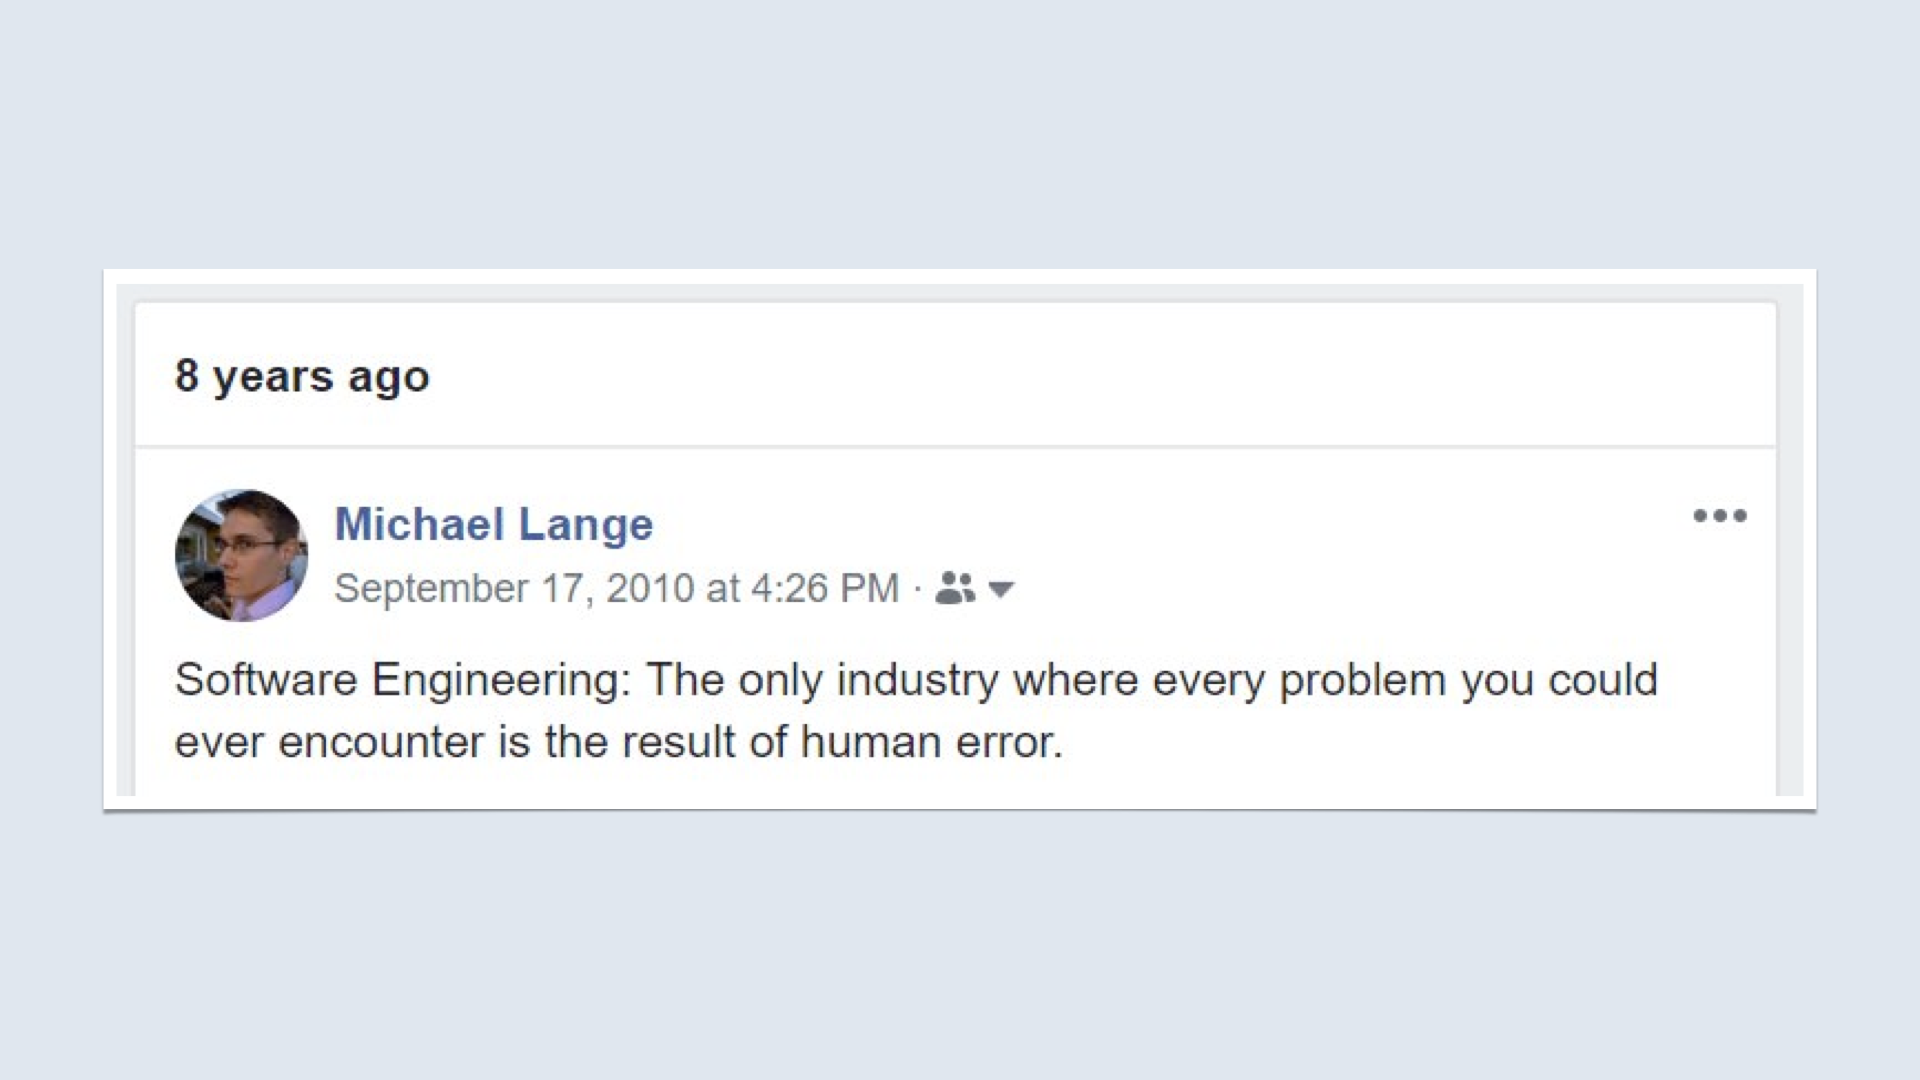 8 years ago
Michael Lange
September 17, 2010 at 4:26 PM ·
Software Engineering: The only industry where every problem you could
ever encounter is the result of human error.